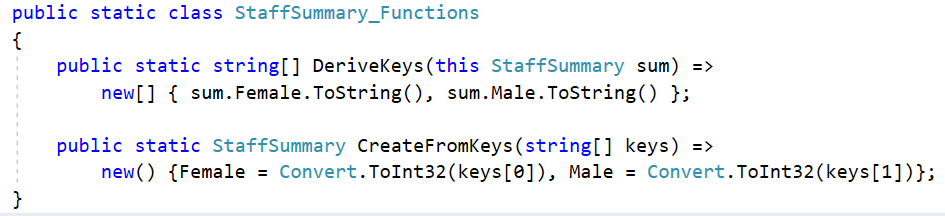 public static class StaffSummary_Functions
{
    public static string[] DeriveKeys(this StaffSummary sum) =>
        new[] { sum.Female.ToString(), sum.Male.ToString() };

    public static StaffSummary CreateFromKeys(string[] keys) =>
        new() {Female = Convert.ToInt32(keys[0]), Male = Convert.ToInt32(keys[1])};
}